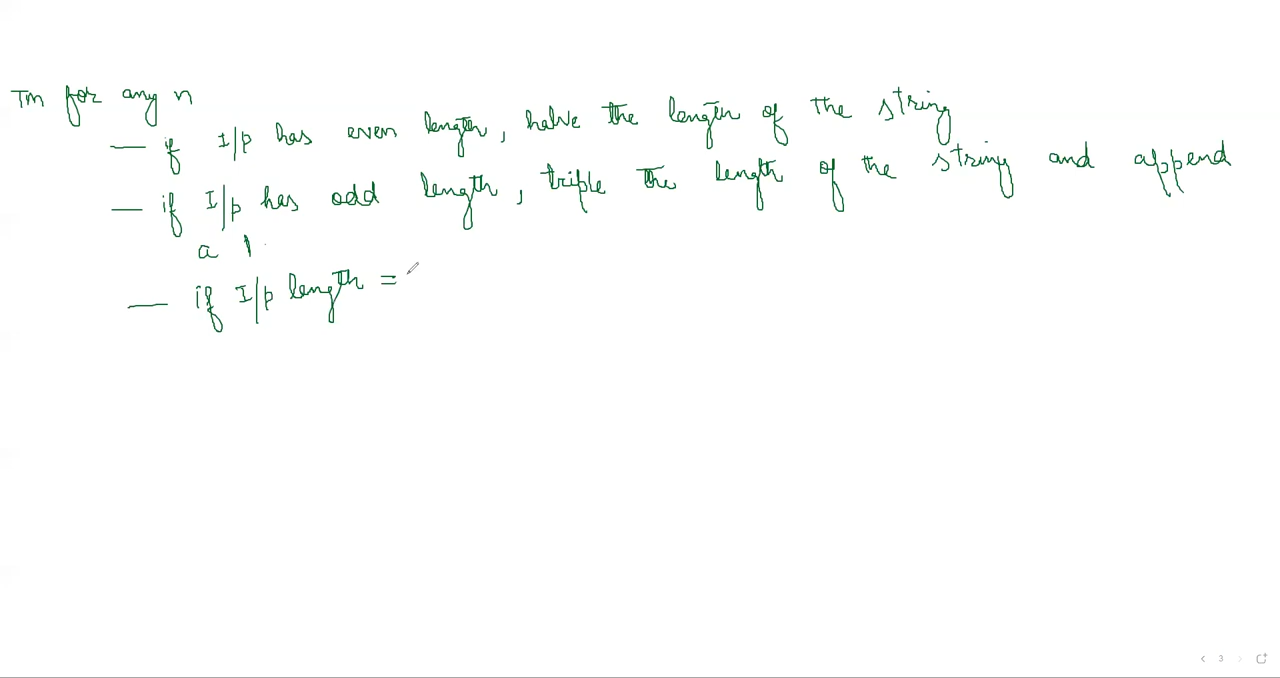 TM for any n
— if I/p has even length, halve the length of the string
— if I/p has odd length, triple the length of the string and append
a 1
— if I/p length =
3